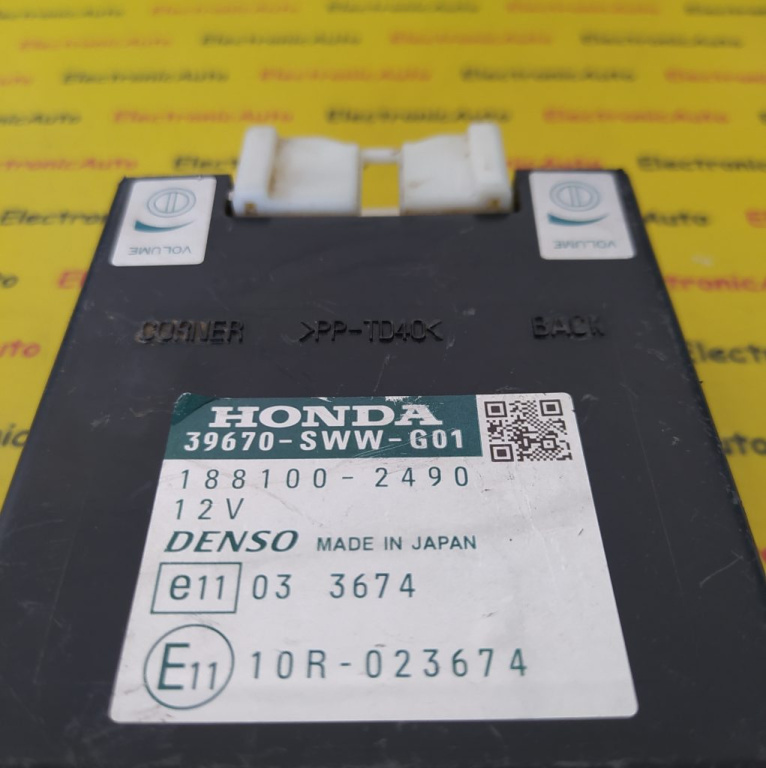 VOLUME
VOLUME
CORNER >PP-TD40< BACK
HONDA
39670-SWW-G01
188100-2490
12V
DENSO MADE IN JAPAN
e11 03 3674
E11 10R-023674
ElectronicAuto